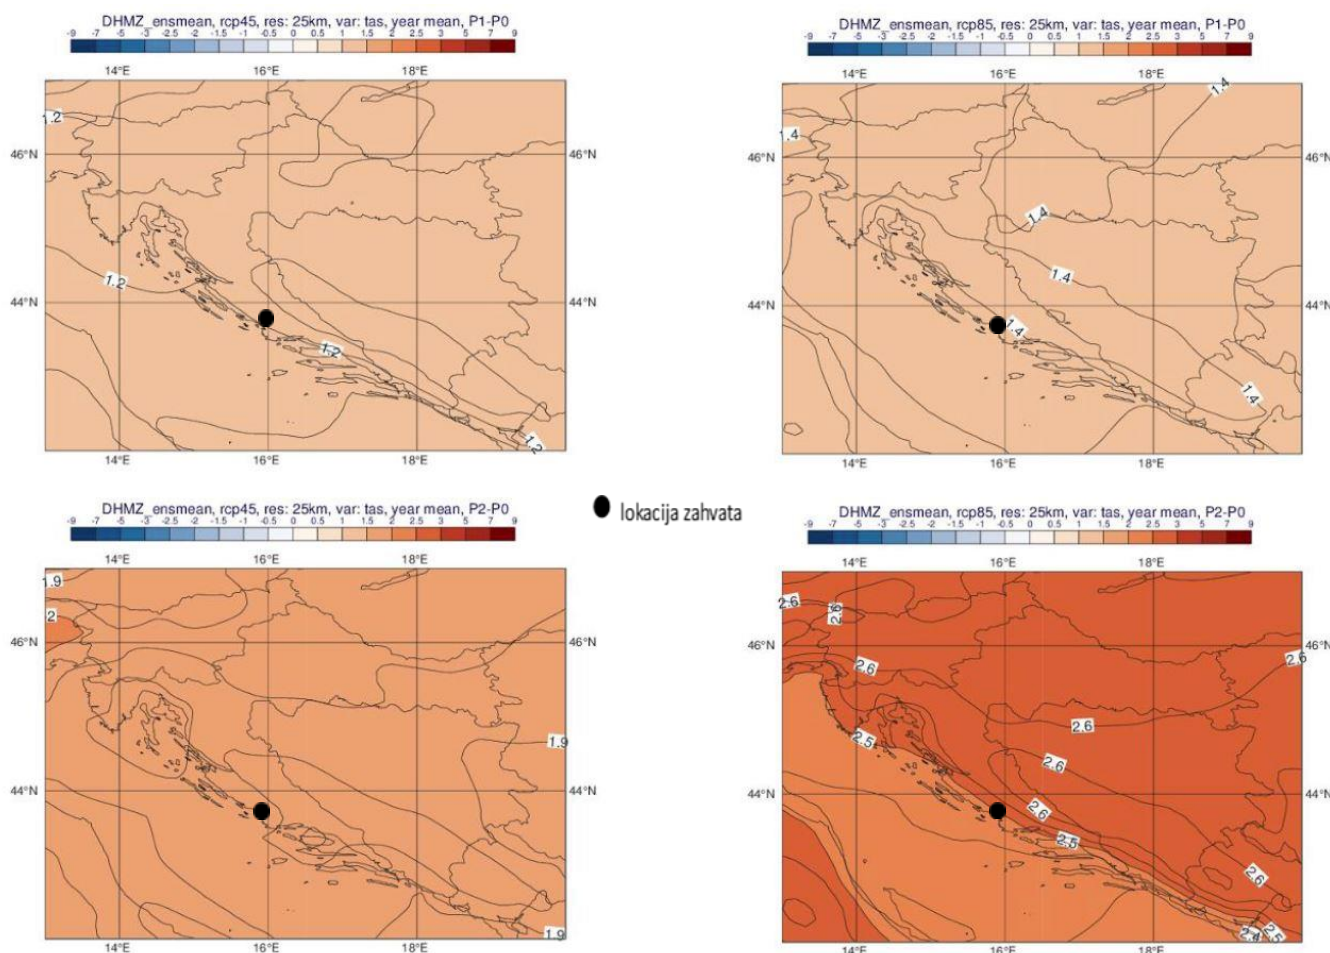 DHMZ_ensmean, rcp45, res: 25km, var: tas, year mean, P1-P0
-9 -7 -5 -3 -2.5 -2 -1.5 -1 -0.5 0 0.5 1 1.5 2 2.5 3 5 7 9
14°E 16°E 18°E
1.2
46°N 46°N
1.2
44°N 44°N
1.2
1.2
14°E 16°E 18°E
DHMZ_ensmean, rcp85, res: 25km, var: tas, year mean, P1-P0
-9 -7 -5 -3 -2.5 -2 -1.5 -1 -0.5 0 0.5 1 1.5 2 2.5 3 5 7 9
14°E 16°E 18°E
1.4
1.4
46°N 46°N
1.4
1.4
44°N 44°N
1.4
1.4
14°E 16°E 18°E
lokacija zahvata
DHMZ_ensmean, rcp45, res: 25km, var: tas, year mean, P2-P0
-9 -7 -5 -3 -2.5 -2 -1.5 -1 -0.5 0 0.5 1 1.5 2 2.5 3 5 7 9
14°E 16°E 18°E
1.9
2
46°N 46°N
1.9
44°N 44°N
1.9
14°E 16°E 18°E
DHMZ_ensmean, rcp85, res: 25km, var: tas, year mean, P2-P0
-9 -7 -5 -3 -2.5 -2 -1.5 -1 -0.5 0 0.5 1 1.5 2 2.5 3 5 7 9
14°E 16°E 18°E
2.6 2.6
46°N 46°N
2.6 2.6
2.6
2.5
2.6
44°N 44°N
2.6
2.5
2.6
2.5
2.4
14°E 16°E 18°E